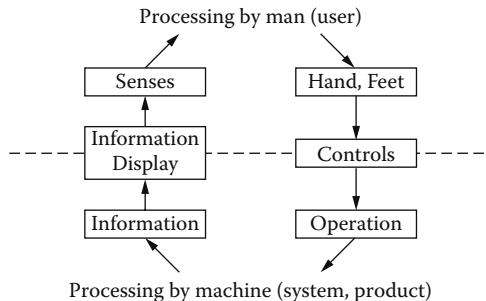 Processing by man (user)
Senses
Hand, Feet
Information
Display
Controls
Information
Operation
Processing by machine (system, product)